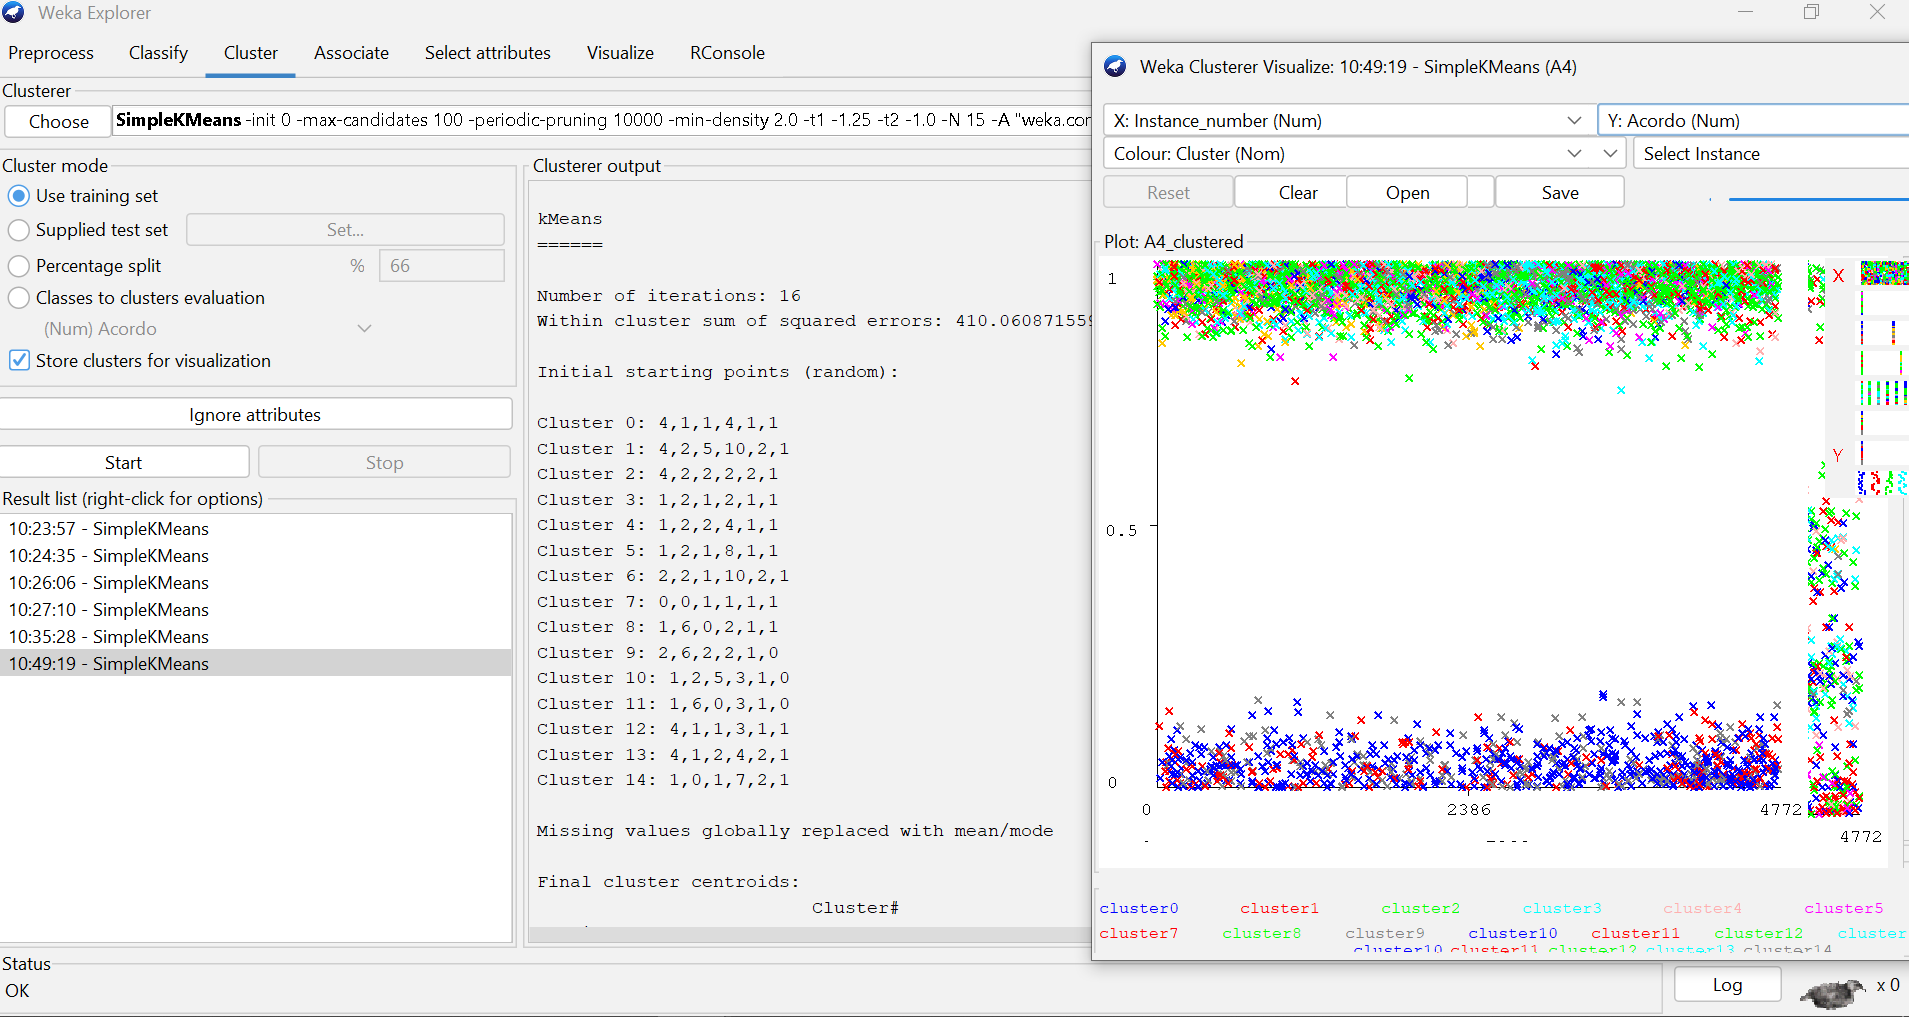 Weka Explorer
Preprocess Classify Cluster Associate Select attributes Visualize RConsole
Clusterer
Choose SimpleKMeans -init 0 -max-candidates 100 -periodic-pruning 10000 -min-density 2.0 -t1 -1.25 -t2 -1.0 -N 15 -A "weka.cor
Cluster mode
Use training set
Supplied test set Set...
Percentage split % 66
Classes to clusters evaluation
(Num) Acordo
Store clusters for visualization
Ignore attributes
Start Stop
Result list (right-click for options)
10:23:57 - SimpleKMeans
10:24:35 - SimpleKMeans
10:26:06 - SimpleKMeans
10:27:10 - SimpleKMeans
10:35:28 - SimpleKMeans
10:49:19 - SimpleKMeans
Clusterer output
kMeans
======
Number of iterations: 16
Within cluster sum of squared errors: 410.060871559
Initial starting points (random):
Cluster 0: 4,1,1,4,1,1
Cluster 1: 4,2,5,10,2,1
Cluster 2: 4,2,2,2,2,1
Cluster 3: 1,2,1,2,1,1
Cluster 4: 1,2,2,4,1,1
Cluster 5: 1,2,1,8,1,1
Cluster 6: 2,2,1,10,2,1
Cluster 7: 0,0,1,1,1,1
Cluster 8: 1,6,0,2,1,1
Cluster 9: 2,6,2,2,1,0
Cluster 10: 1,2,5,3,1,0
Cluster 11: 1,6,0,3,1,0
Cluster 12: 4,1,1,3,1,1
Cluster 13: 4,1,2,4,2,1
Cluster 14: 1,0,1,7,2,1
Missing values globally replaced with mean/mode
Final cluster centroids:
Cluster#
Weka Clusterer Visualize: 10:49:19 - SimpleKMeans (A4)
X: Instance_number (Num) Y: Acordo (Num)
Colour: Cluster (Nom) Select Instance
Reset Clear Open Save
Plot: A4_clustered
1
X
Y
0.5
0
0 2386 4772
4772
cluster0 cluster1 cluster2 cluster3 cluster4 cluster5
cluster7 cluster8 cluster9 cluster10 cluster11 cluster12 cluster
cluster10 cluster11 cluster12 cluster13 cluster14
Status
OK
Log x 0